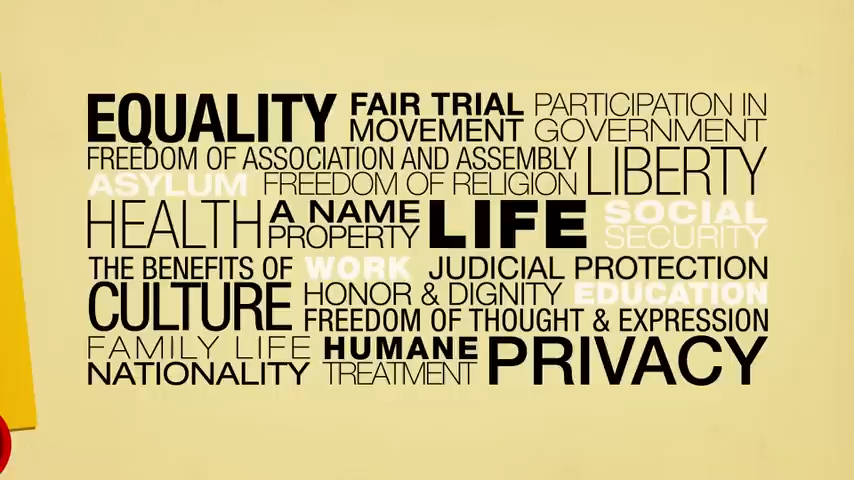 EQUALITY FAIR TRIAL PARTICIPATION IN
MOVEMENT GOVERNMENT
FREEDOM OF ASSOCIATION AND ASSEMBLY LIBERTY
ASYLUM FREEDOM OF RELIGION
HEALTH A NAME LIFE SOCIAL
PROPERTY SECURITY
THE BENEFITS OF WORK JUDICIAL PROTECTION
CULTURE HONOR & DIGNITY EDUCATION
FREEDOM OF THOUGHT & EXPRESSION
FAMILY LIFE HUMANE PRIVACY
NATIONALITY TREATMENT